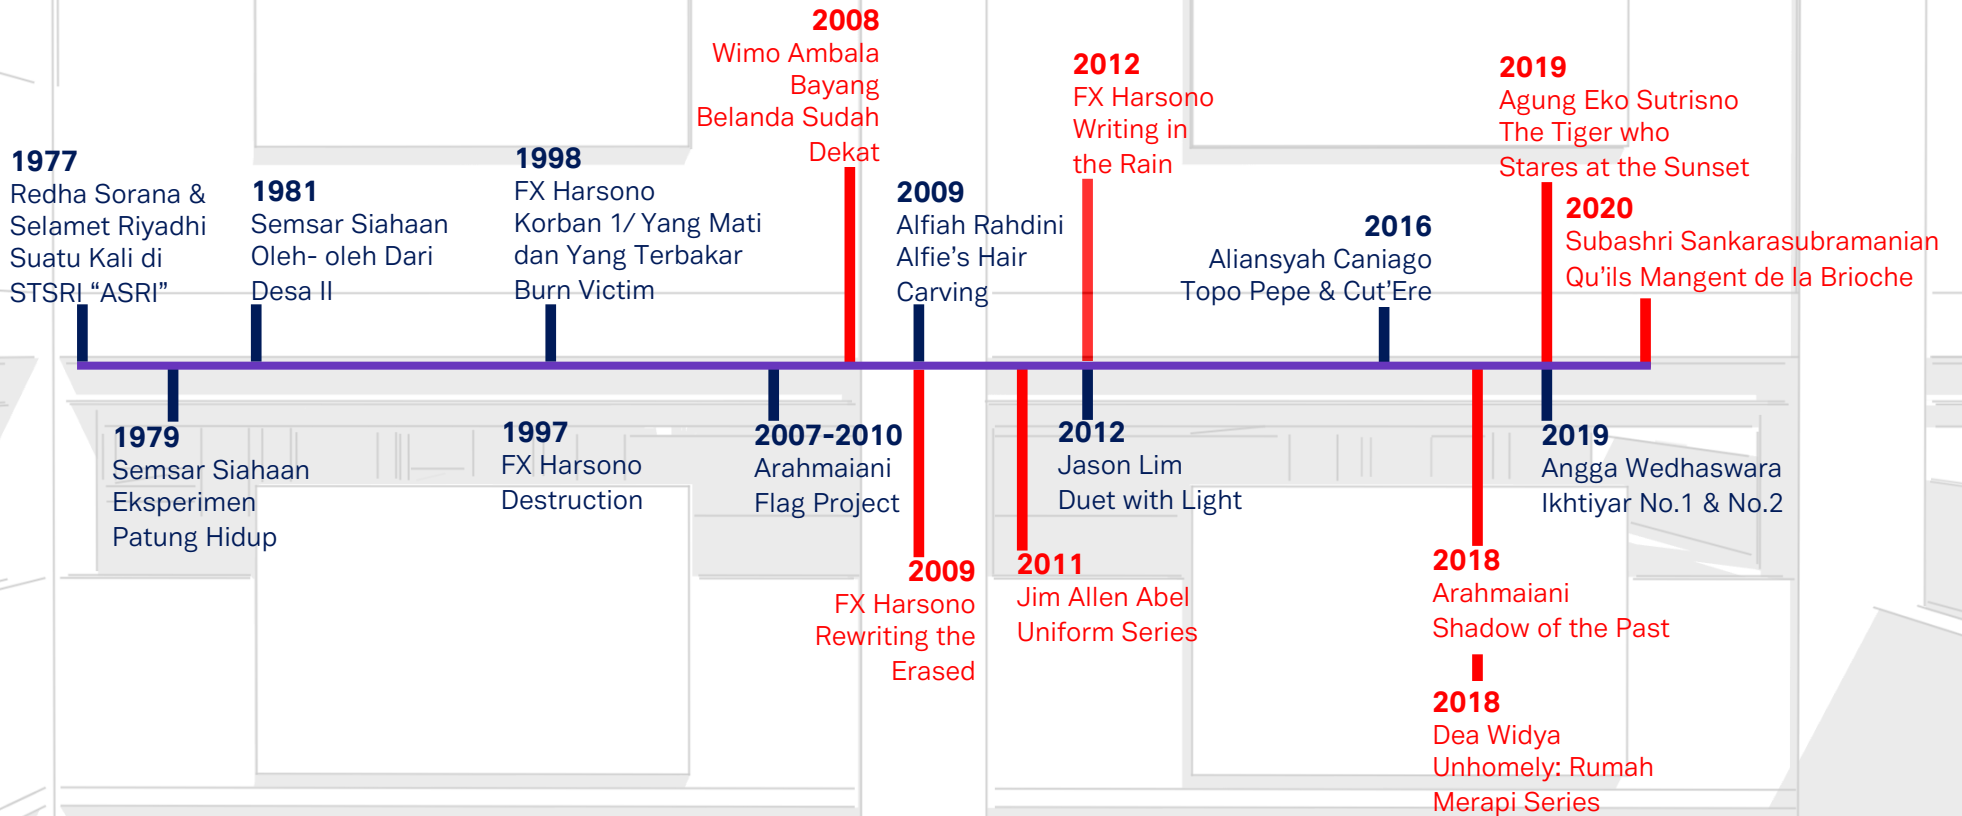 1977
Redha Sorana &
Selamet Riyadhi
Suatu Kali di
STSRI “ASRI”
1979
Semsar Siahaan
Eksperimen
Patung Hidup
1981
Semsar Siahaan
Oleh- oleh Dari
Desa II
1997
FX Harsono
Destruction
1998
FX Harsono
Korban 1/ Yang Mati
dan Yang Terbakar
Burn Victim
2007-2010
Arahmaiani
Flag Project
2008
Wimo Ambala
Bayang
Belanda Sudah
Dekat
2009
Alfiah Rahdini
Alfie’s Hair
Carving
2009
FX Harsono
Rewriting the
Erased
2011
Jim Allen Abel
Uniform Series
2012
FX Harsono
Writing in
the Rain
2012
Jason Lim
Duet with Light
2016
Aliansyah Caniago
Topo Pepe & Cut’Ere
2018
Arahmaiani
Shadow of the Past
2018
Dea Widya
Unhomely: Rumah
Merapi Series
2019
Agung Eko Sutrisno
The Tiger who
Stares at the Sunset
2019
Angga Wedhaswara
Ikhtiyar No.1 & No.2
2020
Subashri Sankarasubramanian
Qu’ils Mangent de la Brioche